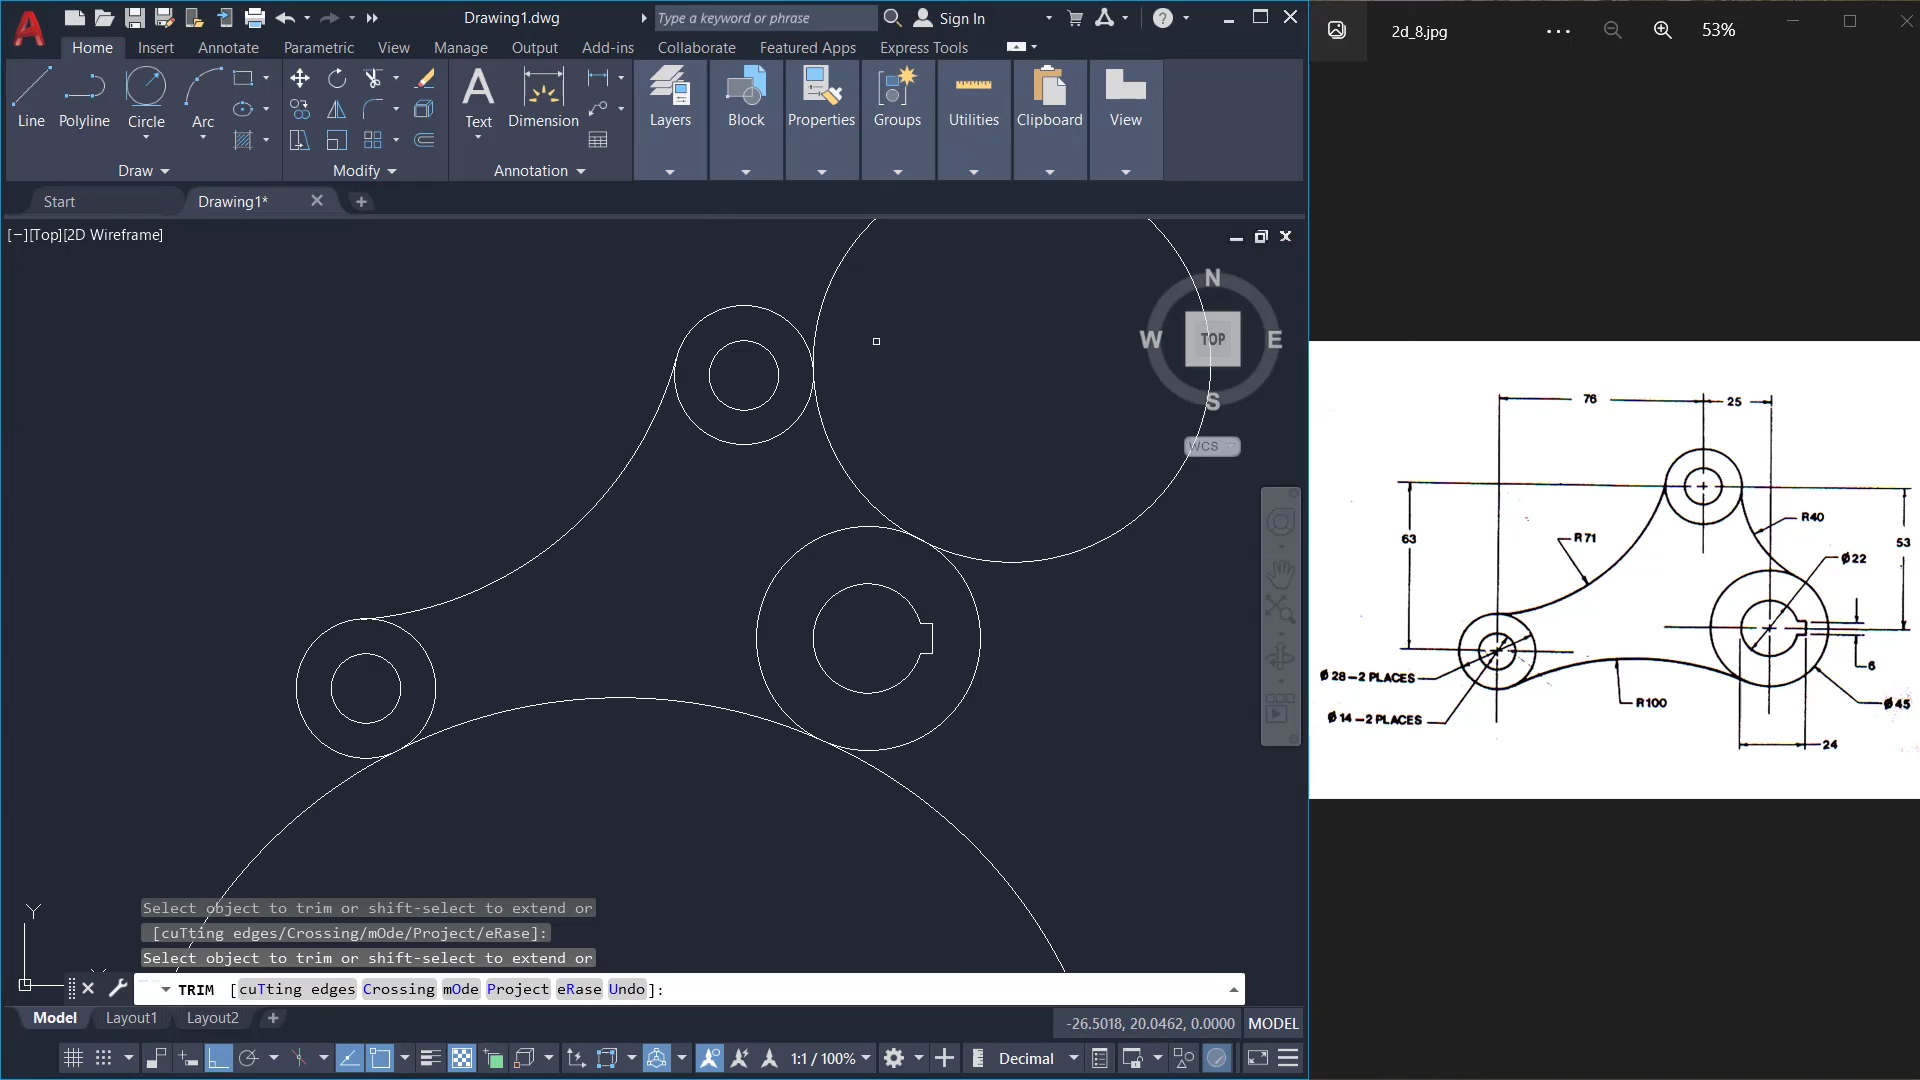 Drawing1.dwg
Type a keyword or phrase
Sign In
2d_8.jpg
53%
Home Insert Annotate Parametric View Manage Output Add-ins Collaborate Featured Apps Express Tools
Line Polyline Circle Arc
Text Dimension
Layers Block Properties Groups Utilities Clipboard View
Draw Modify Annotation
Start Drawing1*
[−][Top][2D Wireframe]
N
W TOP E
S
WCS
76 25
R40
R71
63 53
Ø22
6
Ø28-2 PLACES
R100
Ø45
Ø14-2 PLACES
24
Y
Select object to trim or shift-select to extend or
[cuTting edges/Crossing/mOde/Project/eRase]:
Select object to trim or shift-select to extend or
TRIM [cuTting edges Crossing mOde Project eRase Undo]:
Model Layout1 Layout2
-26.5018, 20.0462, 0.0000 MODEL
1:1 / 100% Decimal